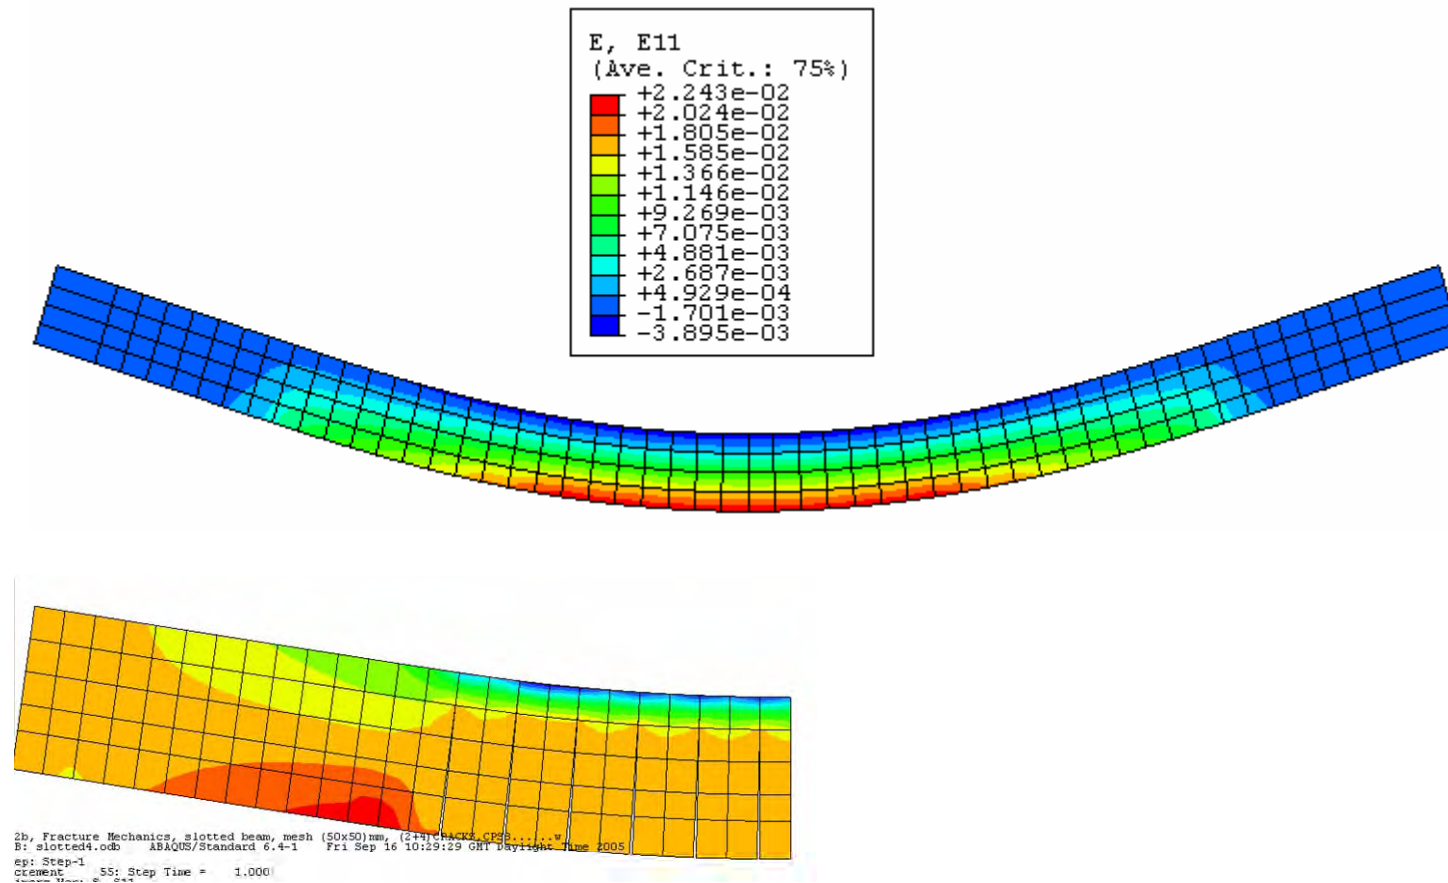 E, E11
(Ave. Crit.: 75%)
+2.243e-02
+2.024e-02
+1.805e-02
+1.585e-02
+1.366e-02
+1.146e-02
+9.269e-03
+7.075e-03
+4.881e-03
+2.687e-03
+4.929e-04
-1.701e-03
-3.895e-03
2b, Fracture Mechanics, slotted beam, mesh (50x50)mm, (2+4)CRACKS,CPS8......w
B: slotted4.odb ABAQUS/Standard 6.4-1 Fri Sep 16 10:29:29 GMT Daylight Time 2005
ep: Step-1
crement 55: Step Time = 1.000